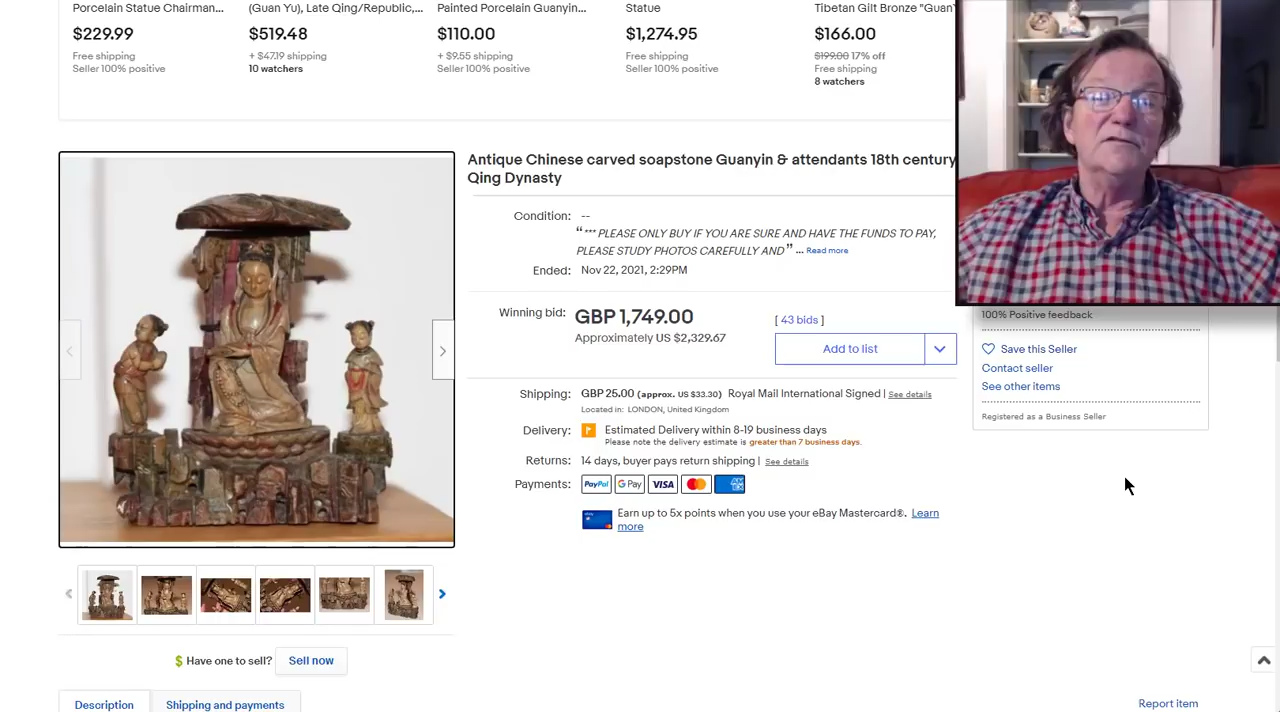 Porcelain Statue Chairman...
(Guan Yu), Late Qing/Republic,...
Painted Porcelain Guanyin...
Statue
Tibetan Gilt Bronze "Guan
$229.99
$519.48
$110.00
$1,274.95
$166.00
Free shipping
+ $47.19 shipping
+ $9.55 shipping
Free shipping
$199.00 17% off
Seller 100% positive
10 watchers
Seller 100% positive
Seller 100% positive
Free shipping
8 watchers
Antique Chinese carved soapstone Guanyin & attendants 18th century
Qing Dynasty
Condition: --
“ *** PLEASE ONLY BUY IF YOU ARE SURE AND HAVE THE FUNDS TO PAY,
PLEASE STUDY PHOTOS CAREFULLY AND ” ... Read more
Ended: Nov 22, 2021, 2:29PM
Winning bid: GBP 1,749.00 [ 43 bids ]
Approximately US $2,329.67
Add to list
Shipping: GBP 25.00 (approx. US $33.30) Royal Mail International Signed | See details
Located in: LONDON, United Kingdom
Delivery: Estimated Delivery within 8-19 business days
Please note the delivery estimate is greater than 7 business days.
Returns: 14 days, buyer pays return shipping | See details
Payments: PayPal G Pay VISA AM EX
Earn up to 5x points when you use your eBay Mastercard®. Learn
more
100% Positive feedback
Save this Seller
Contact seller
See other items
Registered as a Business Seller
Have one to sell? Sell now
Description Shipping and payments
Report item